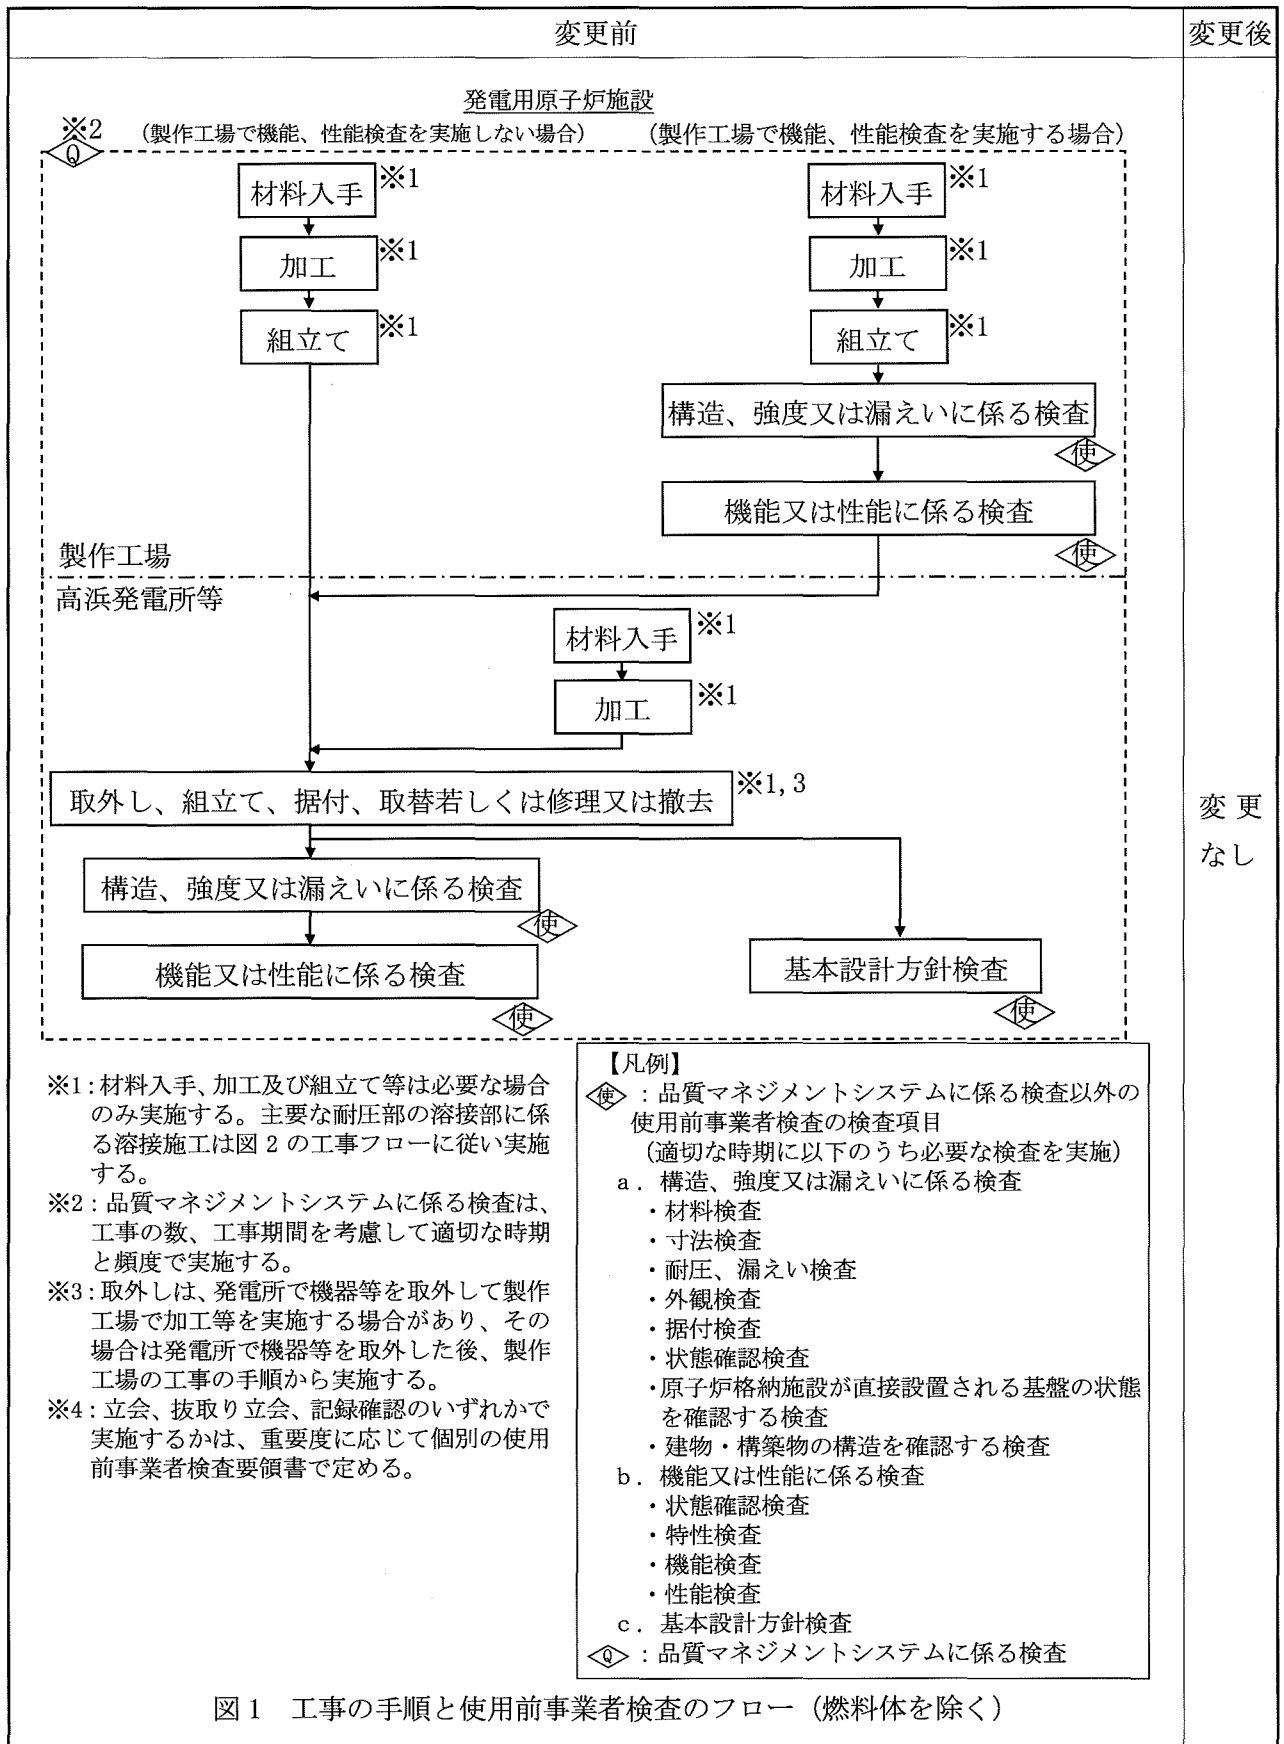 変更前
変更後
発電用原子炉施設
※2
(製作工場で機能、性能検査を実施しない場合)
(製作工場で機能、性能検査を実施する場合)
Q
材料入手
※1
材料入手
※1
加工
※1
加工
※1
組立て
※1
組立て
※1
構造、強度又は漏えいに係る検査
使
機能又は性能に係る検査
使
製作工場
高浜発電所等
材料入手
※1
加工
※1
取外し、組立て、据付、取替若しくは修理又は撤去
※1, 3
構造、強度又は漏えいに係る検査
使
機能又は性能に係る検査
使
基本設計方針検査
使
変更
なし
※1:材料入手、加工及び組立て等は必要な場合
のみ実施する。主要な耐圧部の溶接部に係
る溶接施工は図2の工事フローに従い実施
する。
※2:品質マネジメントシステムに係る検査は、
工事の数、工事期間を考慮して適切な時期
と頻度で実施する。
※3:取外しは、発電所で機器等を取外して製作
工場で加工等を実施する場合があり、その
場合は発電所で機器等を取外した後、製作
工場の工事の手順から実施する。
※4:立会、抜取り立会、記録確認のいずれかで
実施するかは、重要度に応じて個別の使用
前事業者検査要領書で定める。
【凡例】
使:品質マネジメントシステムに係る検査以外の
使用前事業者検査の検査項目
(適切な時期に以下のうち必要な検査を実施)
a.構造、強度又は漏えいに係る検査
・材料検査
・寸法検査
・耐圧、漏えい検査
・外観検査
・据付検査
・状態確認検査
・原子炉格納施設が直接設置される基盤の状態
を確認する検査
・建物・構築物の構造を確認する検査
b.機能又は性能に係る検査
・状態確認検査
・特性検査
・機能検査
・性能検査
c.基本設計方針検査
Q:品質マネジメントシステムに係る検査
図1 工事の手順と使用前事業者検査のフロー(燃料体を除く)